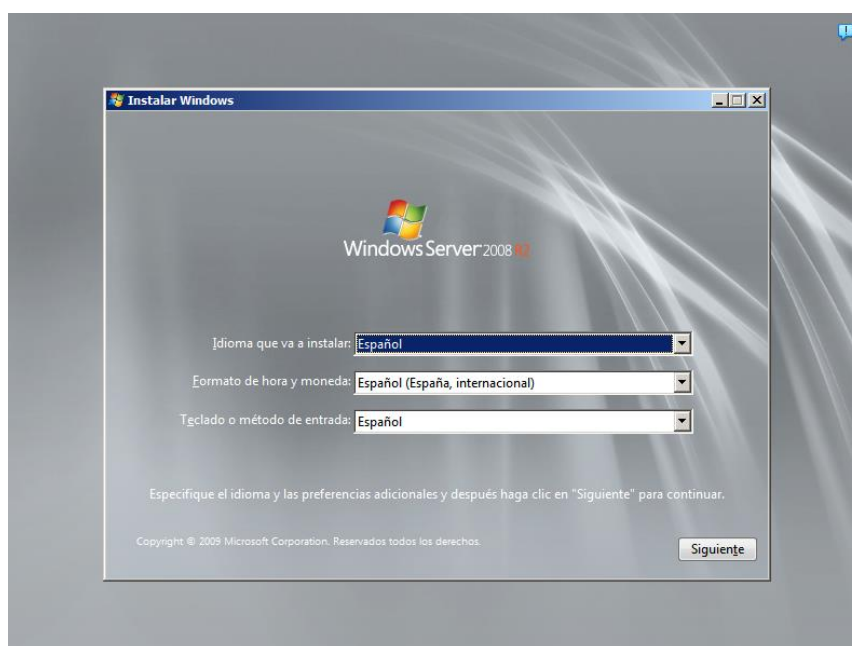 Instalar Windows
Windows Server 2008 R2
Idioma que va a instalar: Español
Formato de hora y moneda: Español (España, internacional)
Teclado o método de entrada: Español
Especifique el idioma y las preferencias adicionales y después haga clic en "Siguiente" para continuar.
Copyright © 2009 Microsoft Corporation. Reservados todos los derechos.
Siguiente